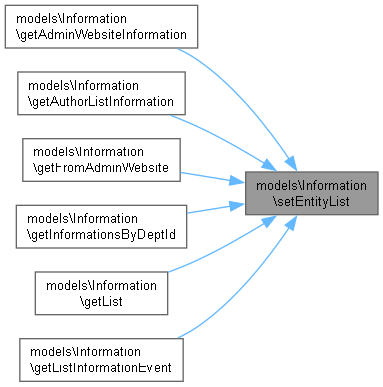 models\Information
\getAdminWebsiteInformation
models\Information
\getAuthorListInformation
models\Information
\getFromAdminWebsite
models\Information
\setEntityList
models\Information
\getInformationsByDeptId
models\Information
\getList
models\Information
\getListInformationEvent